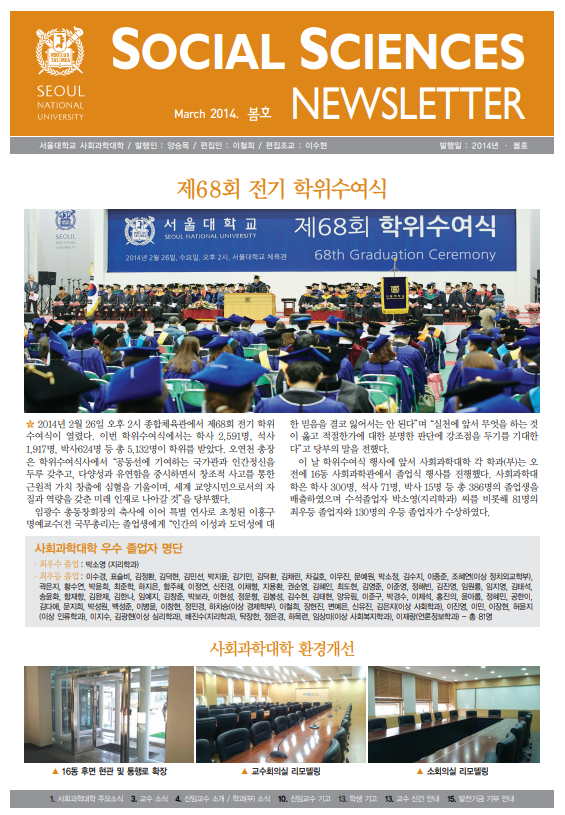 SOCIAL SCIENCES
NEWSLETTER
SEOUL
NATIONAL
UNIVERSITY
March 2014. 봄호
서울대학교 사회과학대학 / 발행인 : 양승목 / 편집인 : 이철희 / 편집조교 : 이수헌
발행일 : 2014년 · 봄호
제68회 전기 학위수여식
서울대학교
SEOUL NATIONAL UNIVERSITY
제68회 학위수여식
2014년 2월 26일, 수요일, 오후 2시, 서울대학교 체육관
68th Graduation Ceremony
☆ 2014년 2월 26일 오후 2시 종합체육관에서 제68회 전기 학위
수여식이 열렸다. 이번 학위수여식에서는 학사 2,591명, 석사
1,917명, 박사624명 등 총 5,132명이 학위를 받았다. 오연천 총장
은 학위수여식사에서 "공동선에 기여하는 국가관과 인간정신을
두루 갖추고, 다양성과 유연함을 중시하면서 창조적 사고를 통한
근원적 가치 창출에 심혈을 기울이며, 세계 교양시민으로서의 자
질과 역량을 갖춘 미래 인재로 나아갈 것"을 당부했다.
임광수 총동창회장의 축사에 이어 특별 연사로 초청된 이홍구
명예교수(전 국무총리)는 졸업생에게 "인간의 이성과 도덕성에 대
한 믿음을 결코 잃어서는 안 된다"며 "실천에 앞서 무엇을 하는 것
이 옳고 적절한가에 대한 분명한 판단에 강조점을 두기를 기대한
다"고 당부의 말을 전했다.
이 날 학위수여식 행사에 앞서 사회과학대학 각 학과(부)는 오
전에 16동 사회과학관에서 졸업식 행사를 진행했다. 사회과학대
학은 학사 300명, 석사 71명, 박사 15명 등 총 386명의 졸업생을
배출하였으며 수석졸업자 박소영(지리학과) 씨를 비롯해 81명의
최우등 졸업자와 130명의 우등 졸업자가 수상하였다.
사회과학대학 우수 졸업자 명단
· 최우수 졸업 : 박소영 (지리학과)
· 최우등 졸업 : 이수경, 표슬비, 김정환, 김덕현, 김민선, 박지윤, 김기민, 김덕환, 김채린, 차길호, 이우진, 문예원, 박소정, 김수지, 이종준, 조혜연(이상 정치외교학부),
곽은지, 황수연, 박윤희, 최준학, 하지은, 함주혜, 이정연, 신진경, 이채형, 지용환, 권순영, 김혜인, 최도현, 김영준, 이준영, 정해빈, 김진영, 임원름, 임지영, 김태석,
송윤화, 함재항, 김완재, 김한나, 임예지, 김창준, 박보라, 이현성, 정문형, 김봉성, 김수현, 김태현, 양유림, 이준구, 박경수, 이재석, 홍진의, 윤아름, 정혜민, 공한이,
김다애, 문지희, 박성원, 백성준, 이병윤, 이창현, 정민경, 하치승(이상 경제학부), 이철희, 장현진, 변예은, 신유진, 김은지(이상 사회학과), 이진영, 이민, 이장현, 허윤지
(이상 인류학과), 이지수, 김광현(이상 심리학과), 배진수(지리학과), 탁장한, 정은경, 하목련, 임상미(이상 사회복지학과), 이재량(언론정보학과) - 총 81명
사회과학대학 환경개선
▲ 16동 후면 현관 및 통행로 확장
▲ 교수회의실 리모델링
▲ 소회의실 리모델링
1. 사회과학대학 주요소식 3. 교수 소식 4. 신임교수 소개 / 학과(부) 소식 10. 신임교수 기고 13. 학생 기고 13. 교수 신간 안내 15. 발전기금 기부 안내